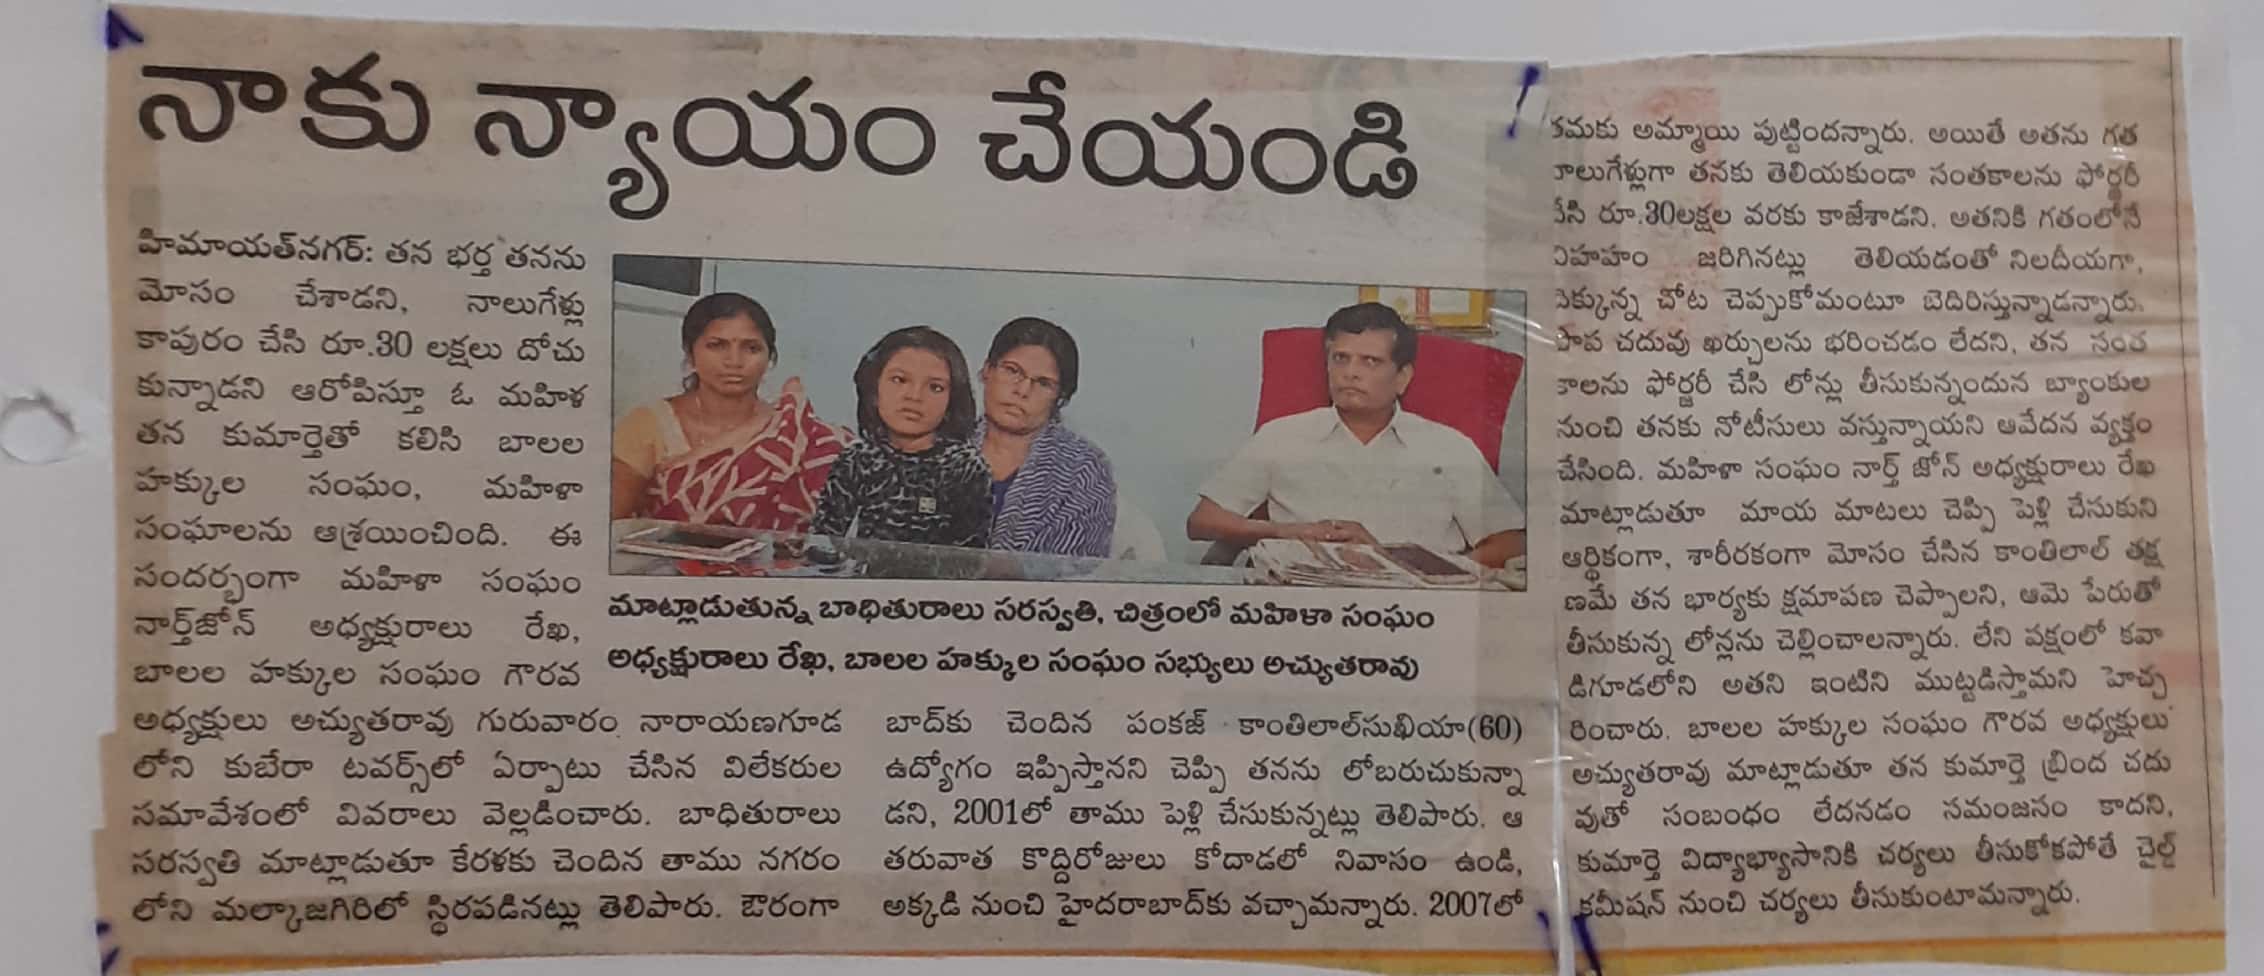 నాకు న్యాయం చేయండి
హిమాయత్‌నగర్: తన భర్త తనను
మోసం చేశాడని, నాలుగేళ్లు
కాపురం చేసి రూ.30 లక్షలు దోచు
కున్నాడని ఆరోపిస్తూ ఓ మహిళ
తన కుమార్తెతో కలిసి బాలల
హక్కుల సంఘం, మహిళా
సంఘాలను ఆశ్రయించింది. ఈ
సందర్భంగా మహిళా సంఘం
నార్త్‌జోన్ అధ్యక్షురాలు రేఖ,
బాలల హక్కుల సంఘం గౌరవ
మాట్లాడుతున్న బాధితురాలు సరస్వతి, చిత్రంలో మహిళా సంఘం
అధ్యక్షురాలు రేఖ, బాలల హక్కుల సంఘం సభ్యులు అచ్యుతరావు
అధ్యక్షులు అచ్యుతరావు గురువారం నారాయణగూడ
లోని కుబేరా టవర్స్‌లో ఏర్పాటు చేసిన విలేకరుల
సమావేశంలో వివరాలు వెల్లడించారు. బాధితురాలు
సరస్వతి మాట్లాడుతూ కేరళకు చెందిన తాము నగరం
లోని మల్కాజగిరిలో స్థిరపడినట్లు తెలిపారు. ఔరంగా
బాద్‌కు చెందిన పంకజ్ కాంతిలాల్‌సుఖియా(60)
ఉద్యోగం ఇప్పిస్తానని చెప్పి తనను లోబరుచుకున్నా
డని, 2001లో తాము పెళ్లి చేసుకున్నట్లు తెలిపారు. ఆ
తరువాత కొద్దిరోజులు కోదాడలో నివాసం ఉండి,
అక్కడి నుంచి హైదరాబాద్‌కు వచ్చామన్నారు. 2007లో
తమకు అమ్మాయి పుట్టిందన్నారు. అయితే అతను గత
నాలుగేళ్లుగా తనకు తెలియకుండా సంతకాలను ఫోర్జరీ
చేసి రూ.30లక్షల వరకు కాజేశాడని. అతనికి గతంలోనే
విహహం జరిగినట్లు తెలియడంతో నిలదీయగా,
దిక్కున్న చోట చెప్పుకోమంటూ బెదిరిస్తున్నాడన్నారు.
పాప చదువు ఖర్చులను భరించడం లేదని, తన సంత
కాలను ఫోర్జరీ చేసి లోన్లు తీసుకున్నందున బ్యాంకుల
నుంచి తనకు నోటీసులు వస్తున్నాయని ఆవేదన వ్యక్తం
చేసింది. మహిళా సంఘం నార్త్ జోన్ అధ్యక్షురాలు రేఖ
మాట్లాడుతూ మాయ మాటలు చెప్పి పెళ్లి చేసుకుని
ఆర్థికంగా, శారీరకంగా మోసం చేసిన కాంతిలాల్ తక్ష
ణమే తన భార్యకు క్షమాపణ చెప్పాలని, ఆమె పేరుతో
తీసుకున్న లోన్లను చెల్లించాలన్నారు. లేని పక్షంలో కవా
డిగూడలోని అతని ఇంటిని ముట్టడిస్తామని హెచ్చ
రించారు. బాలల హక్కుల సంఘం గౌరవ అధ్యక్షులు
అచ్యుతరావు మాట్లాడుతూ తన కుమార్తె బ్రింద చదు
వుతో సంబంధం లేదనడం సమంజసం కాదని,
కుమార్తె విద్యాభ్యాసానికి చర్యలు తీసుకోకపోతే చైల్డ్
కమీషన్ నుంచి చర్యలు తీసుకుంటామన్నారు.